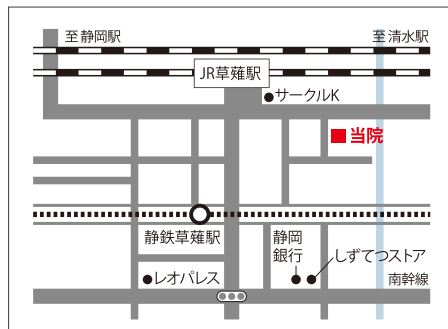 至静岡駅
至清水駅
JR草薙駅
サークルK
当院
静鉄草薙駅
静岡
銀行
しずてつストア
レオパレス
南幹線